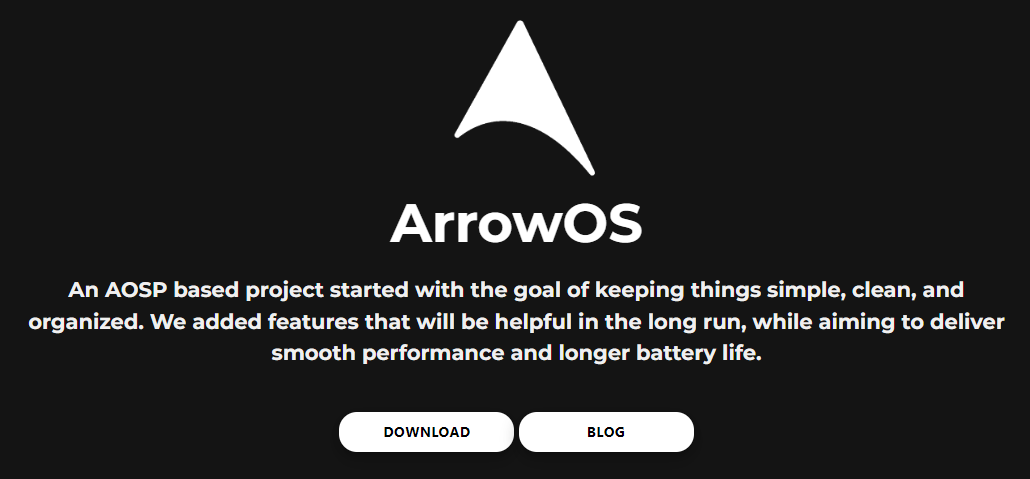 ArrowOS
An AOSP based project started with the goal of keeping things simple, clean, and
organized. We added features that will be helpful in the long run, while aiming to deliver
smooth performance and longer battery life.
DOWNLOAD
BLOG